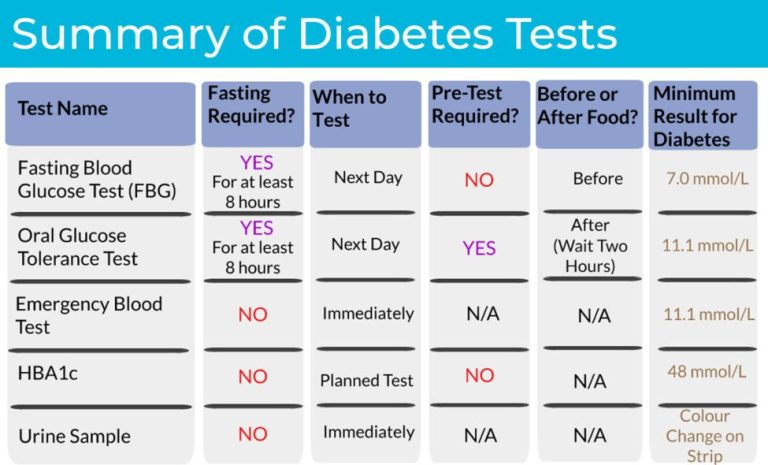 Summary of Diabetes Tests
Test Name
Fasting
Required?
When to
Test
Pre-Test
Required?
Before or
After Food?
Minimum
Result for
Diabetes
Fasting Blood
Glucose Test (FBG)
YES
For at least
8 hours
Next Day
NO
Before
7.0 mmol/L
Oral Glucose
Tolerance Test
YES
For at least
8 hours
Next Day
YES
After
(Wait Two
Hours)
11.1 mmol/L
Emergency Blood
Test
NO
Immediately
N/A
N/A
11.1 mmol/L
HBA1c
NO
Planned Test
NO
N/A
48 mmol/L
Urine Sample
NO
Immediately
N/A
N/A
Colour
Change on
Strip